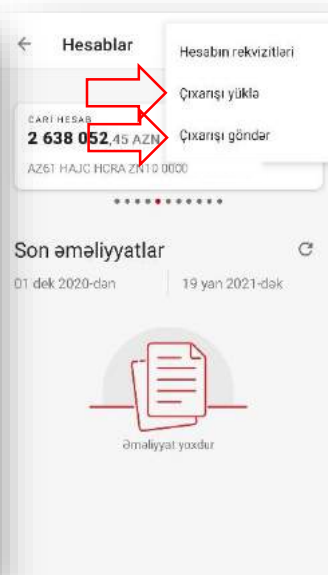 Hesablar
Hesabın rekvizitləri
Çıxarışı yüklə
Çıxarışı göndər
CARİ HESAB
2 638 052,45 AZN
AZ61 HAJC HCRA ZN10 0000
Son əməliyyatlar
01 dek 2020-dən
19 yan 2021-dək
Əməliyyat yoxdur